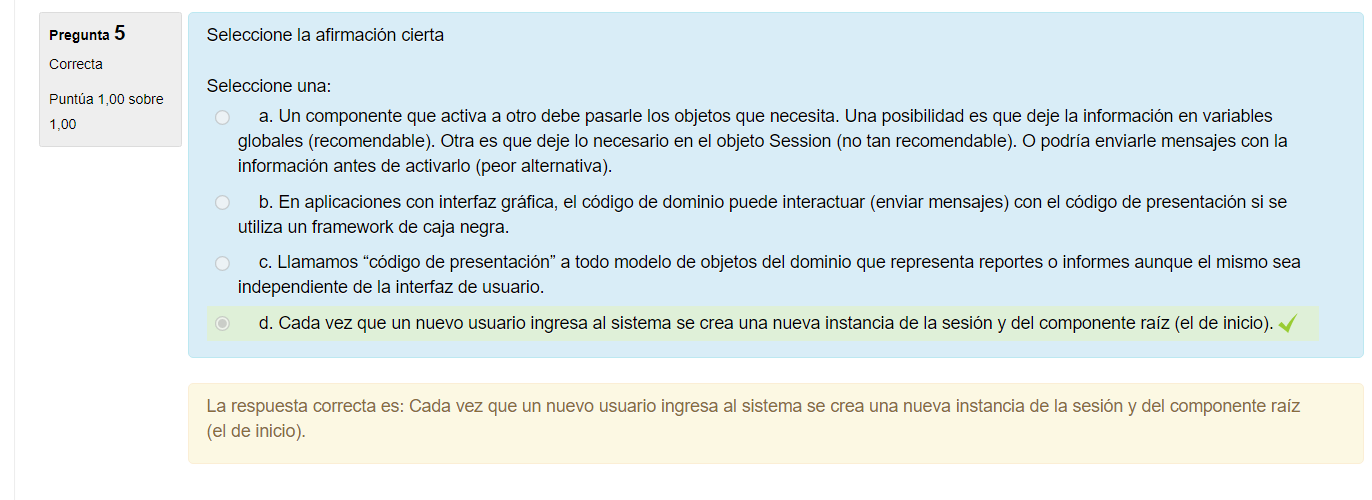 Pregunta 5
Correcta
Puntúa 1,00 sobre
1,00
Seleccione la afirmación cierta
Seleccione una:
a. Un componente que activa a otro debe pasarle los objetos que necesita. Una posibilidad es que deje la información en variables
globales (recomendable). Otra es que deje lo necesario en el objeto Session (no tan recomendable). O podría enviarle mensajes con la
información antes de activarlo (peor alternativa).
b. En aplicaciones con interfaz gráfica, el código de dominio puede interactuar (enviar mensajes) con el código de presentación si se
utiliza un framework de caja negra.
c. Llamamos “código de presentación” a todo modelo de objetos del dominio que representa reportes o informes aunque el mismo sea
independiente de la interfaz de usuario.
d. Cada vez que un nuevo usuario ingresa al sistema se crea una nueva instancia de la sesión y del componente raíz (el de inicio).
La respuesta correcta es: Cada vez que un nuevo usuario ingresa al sistema se crea una nueva instancia de la sesión y del componente raíz
(el de inicio).